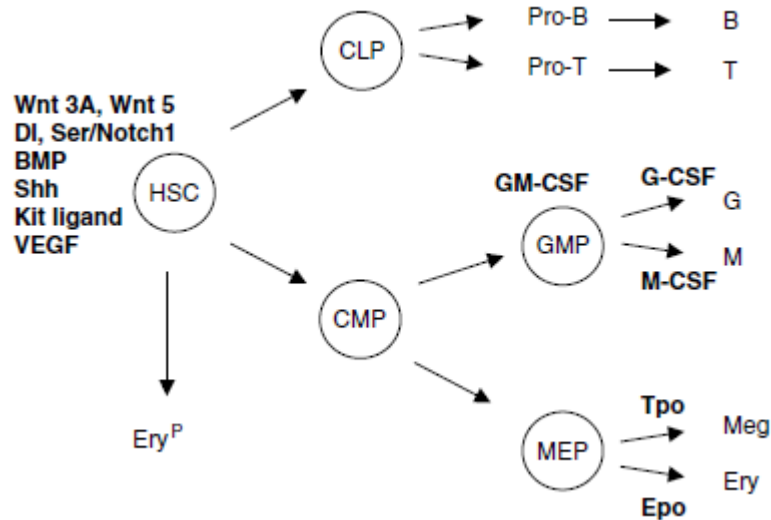 CLP
Pro-B
B
Pro-T
T
Wnt 3A, Wnt 5
Dl, Ser/Notch1
BMP
Shh
Kit ligand
VEGF
HSC
GM-CSF
G-CSF
GMP
G
M
M-CSF
CMP
Ery^P
Tpo
MEP
Meg
Ery
Epo